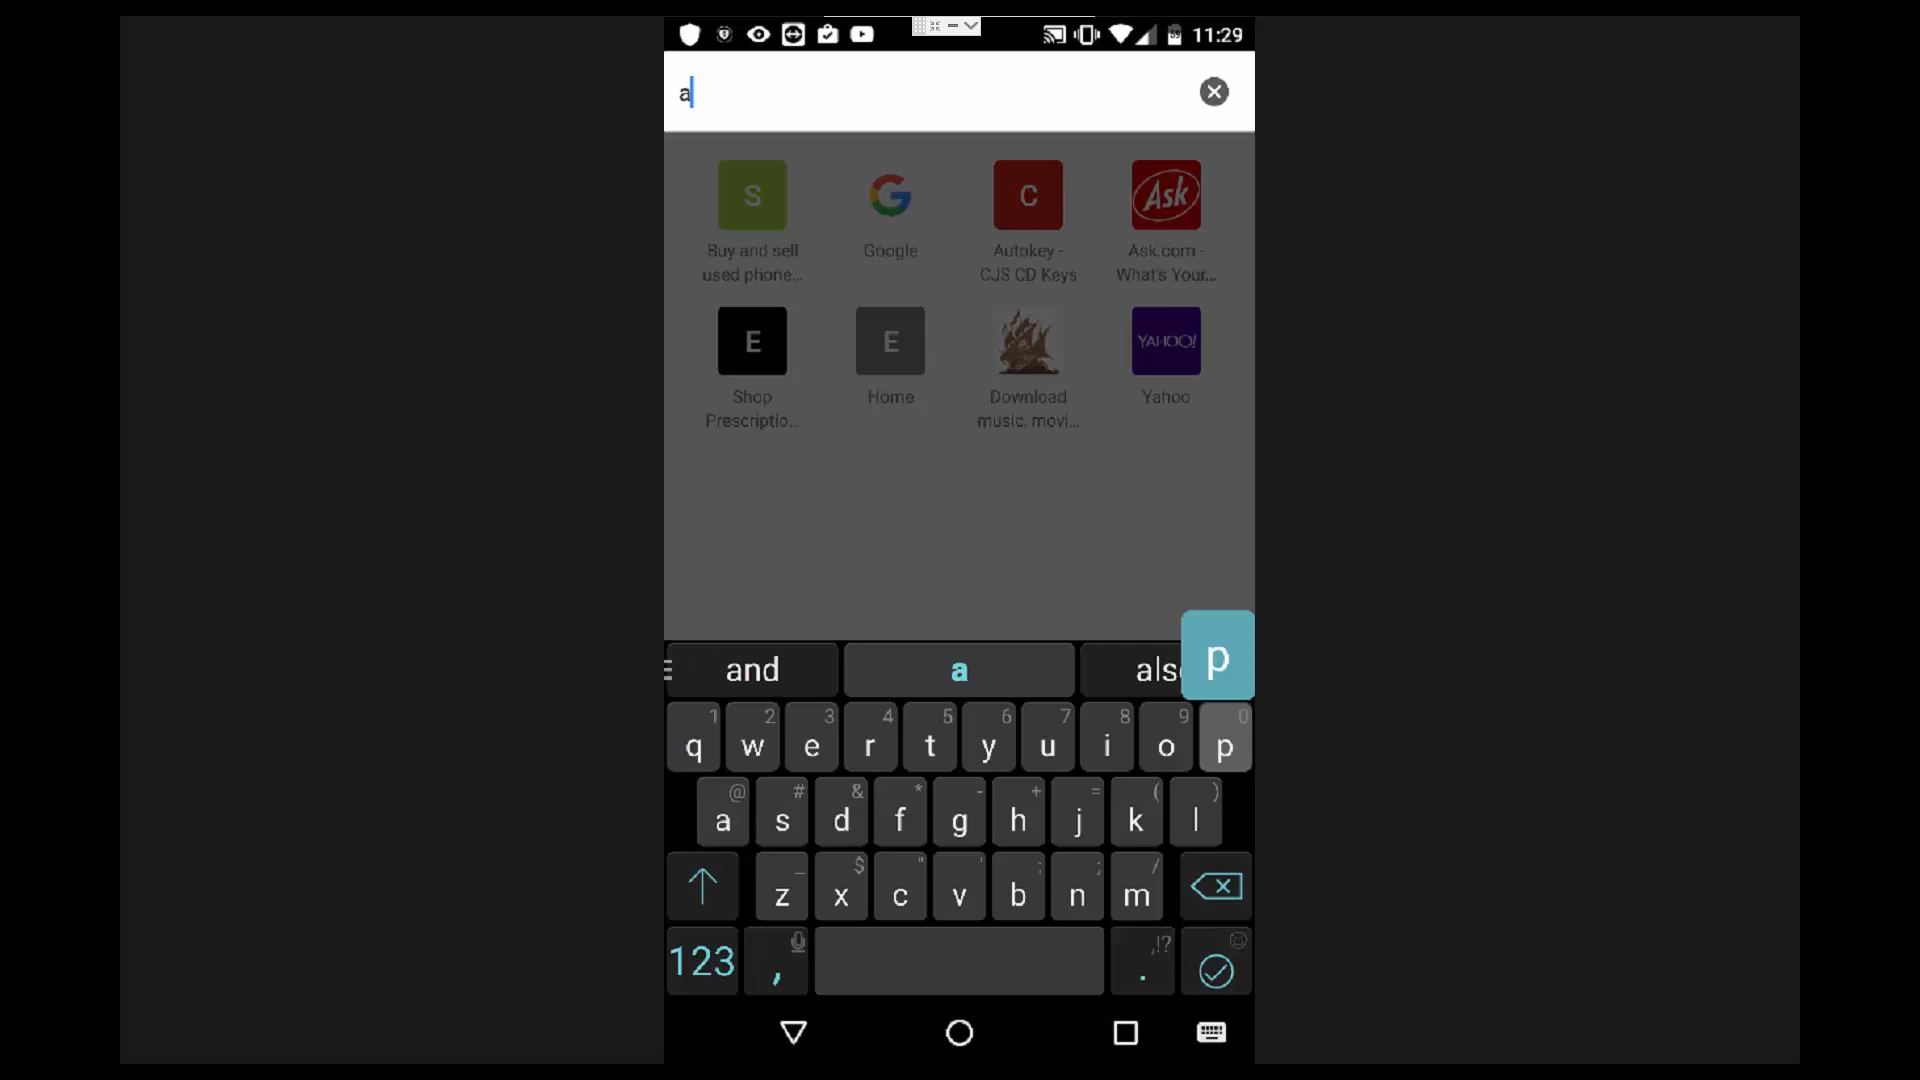 11:29
a
S
G
C
Ask
Buy and sell
used phone...
Google
Autokey -
CJS CD Keys
Ask.com -
What's Your...
E
E
YAHOO!
Shop
Prescriptio...
Home
Download
music, movi...
Yahoo
and
a
als
p
1 2 3 4 5 6 7 8 9 0
q w e r t y u i o p
@ # & * - + = ( )
a s d f g h j k l
_ $ " ' : ; /
z x c v b n m
,!?
123 , .